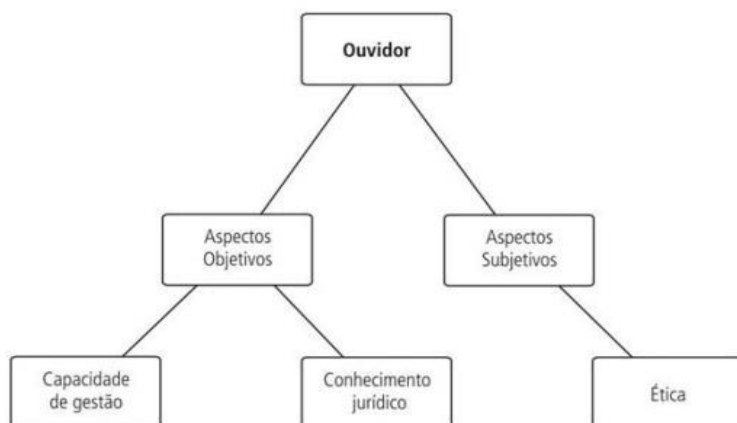 Ouvidor
Aspectos
Objetivos
Aspectos
Subjetivos
Capacidade
de gestão
Conhecimento
jurídico
Ética